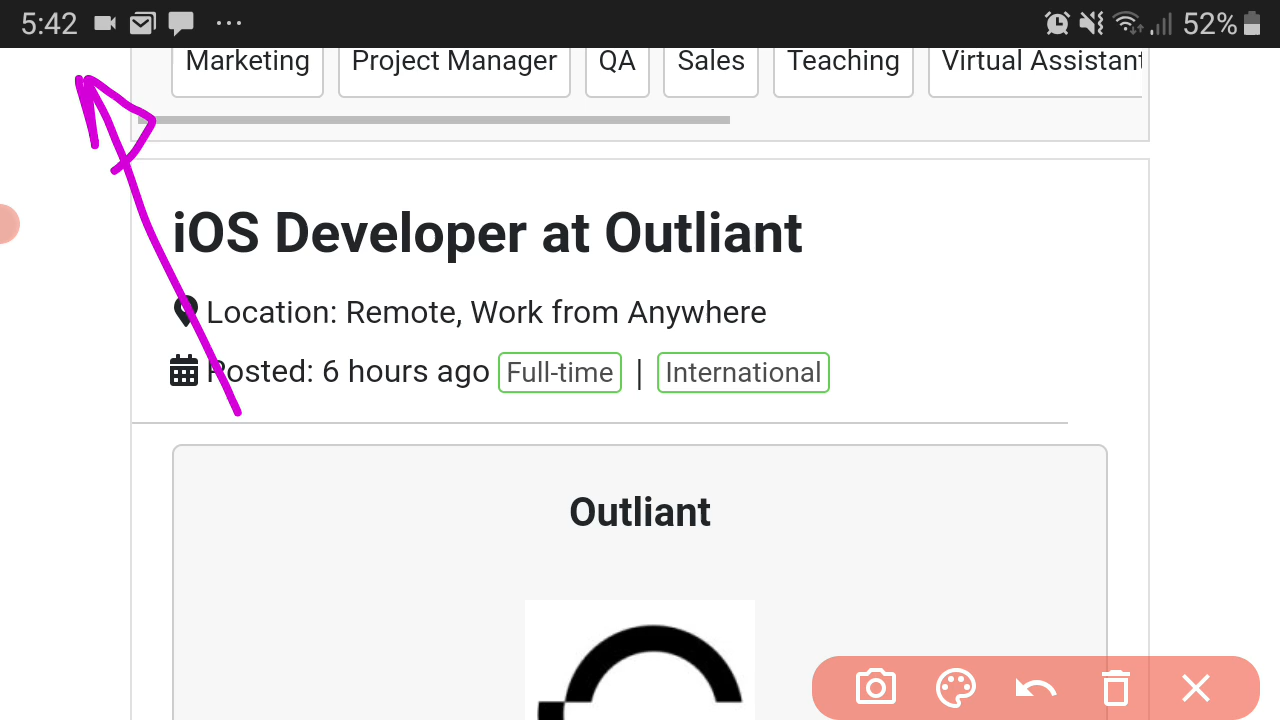 5:42 52%
Marketing Project Manager QA Sales Teaching Virtual Assistant
iOS Developer at Outliant
Location: Remote, Work from Anywhere
Posted: 6 hours ago Full-time | International
Outliant